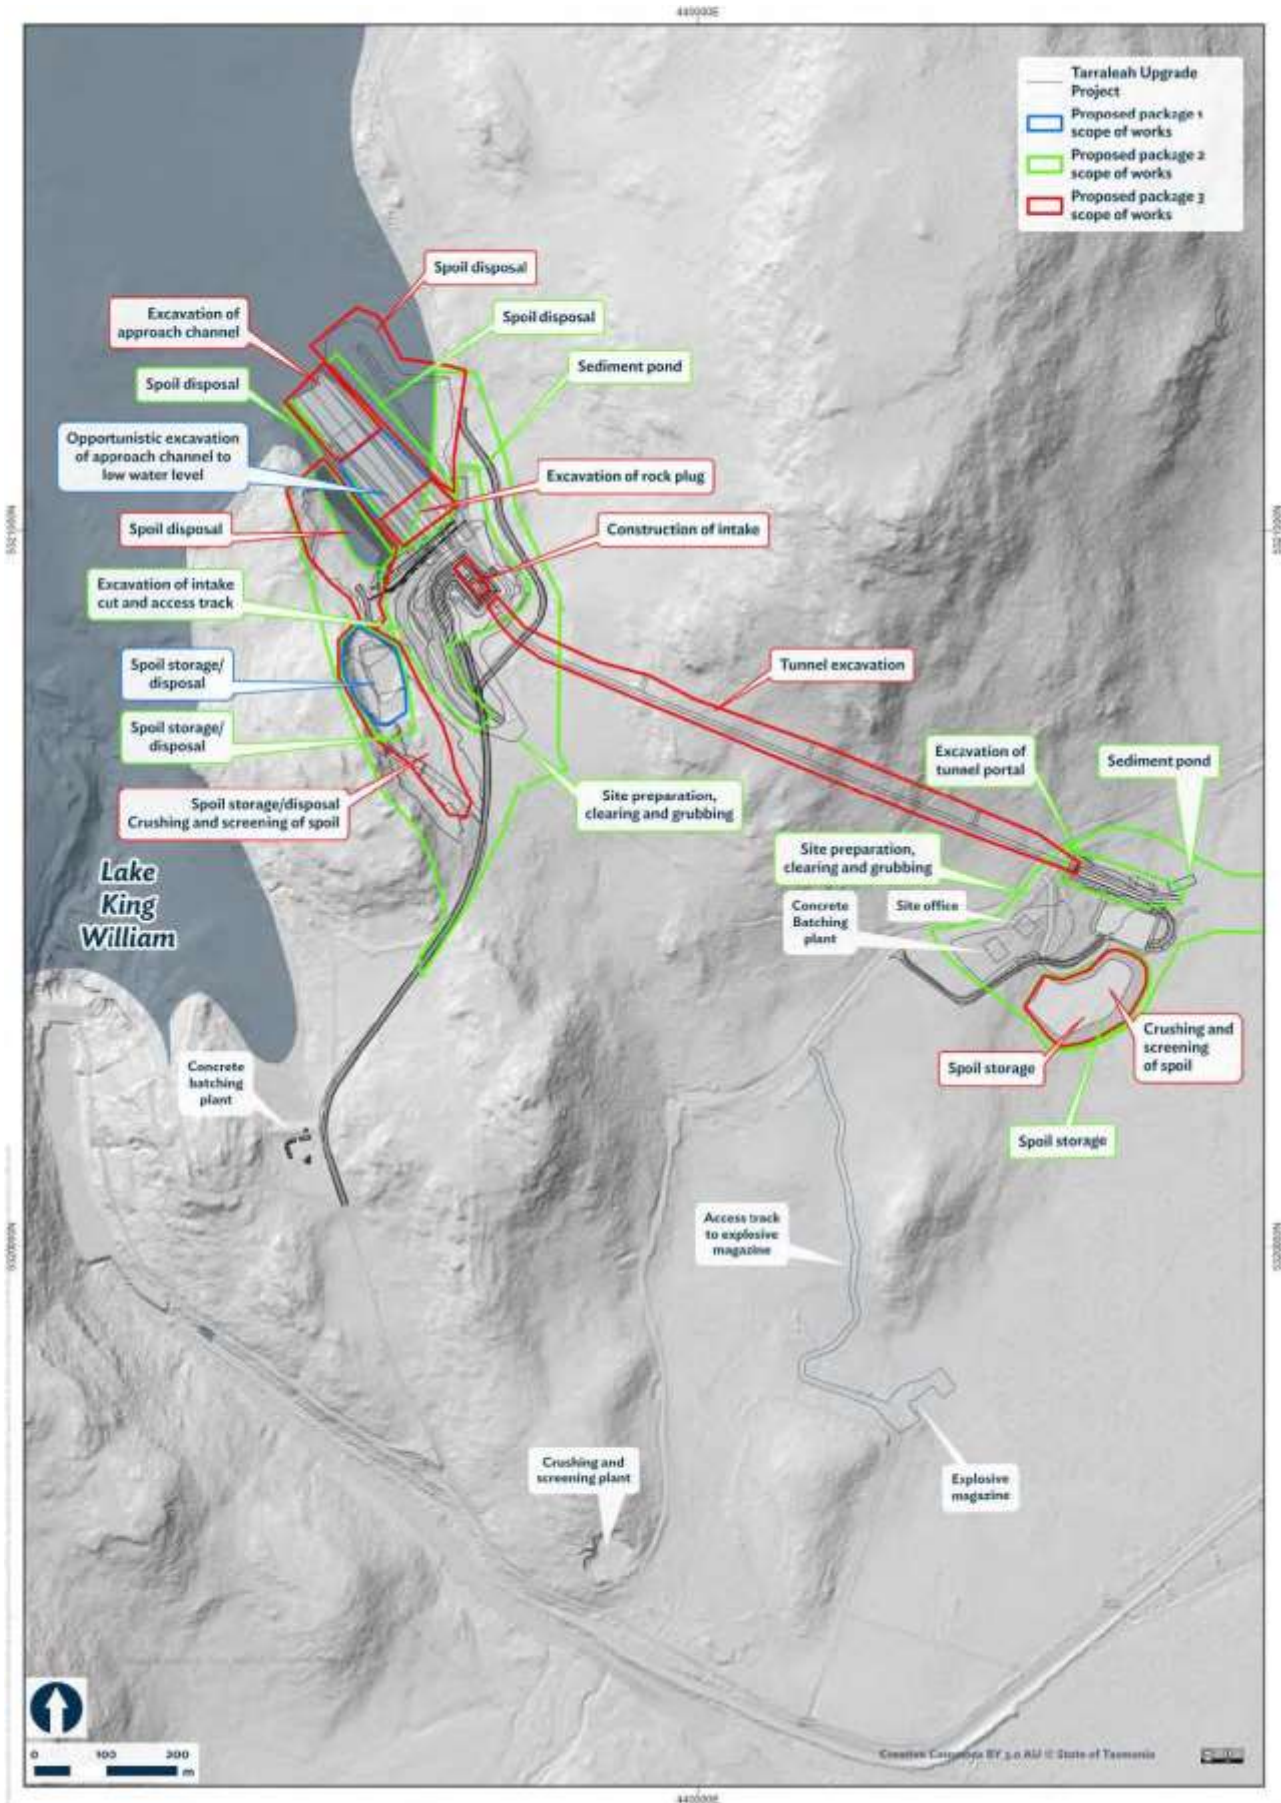 440000E
Tarraleah Upgrade
Project
Proposed package 1
scope of works
Proposed package 2
scope of works
Proposed package 3
scope of works
Spoil disposal
Excavation of
approach channel
Spoil disposal
Sediment pond
Spoil disposal
Opportunistic excavation
of approach channel to
low water level
Excavation of rock plug
Spoil disposal
Construction of intake
5321000N
5321000N
Excavation of intake
cut and access track
Spoil storage/
disposal
Tunnel excavation
Spoil storage/
disposal
Excavation of
tunnel portal
Sediment pond
Spoil storage/disposal
Crushing and screening of spoil
Site preparation,
clearing and grubbing
Site preparation,
clearing and grubbing
Lake
King
William
Concrete
Batching
plant
Site office
Crushing and
screening
of spoil
Spoil storage
Concrete
batching
plant
Spoil storage
Access track
to explosive
magazine
5320000N
5320000N
Crushing and
screening plant
Explosive
magazine
0 100 200
m
Creative Commons BY 3.0 AU © State of Tasmania
440000E